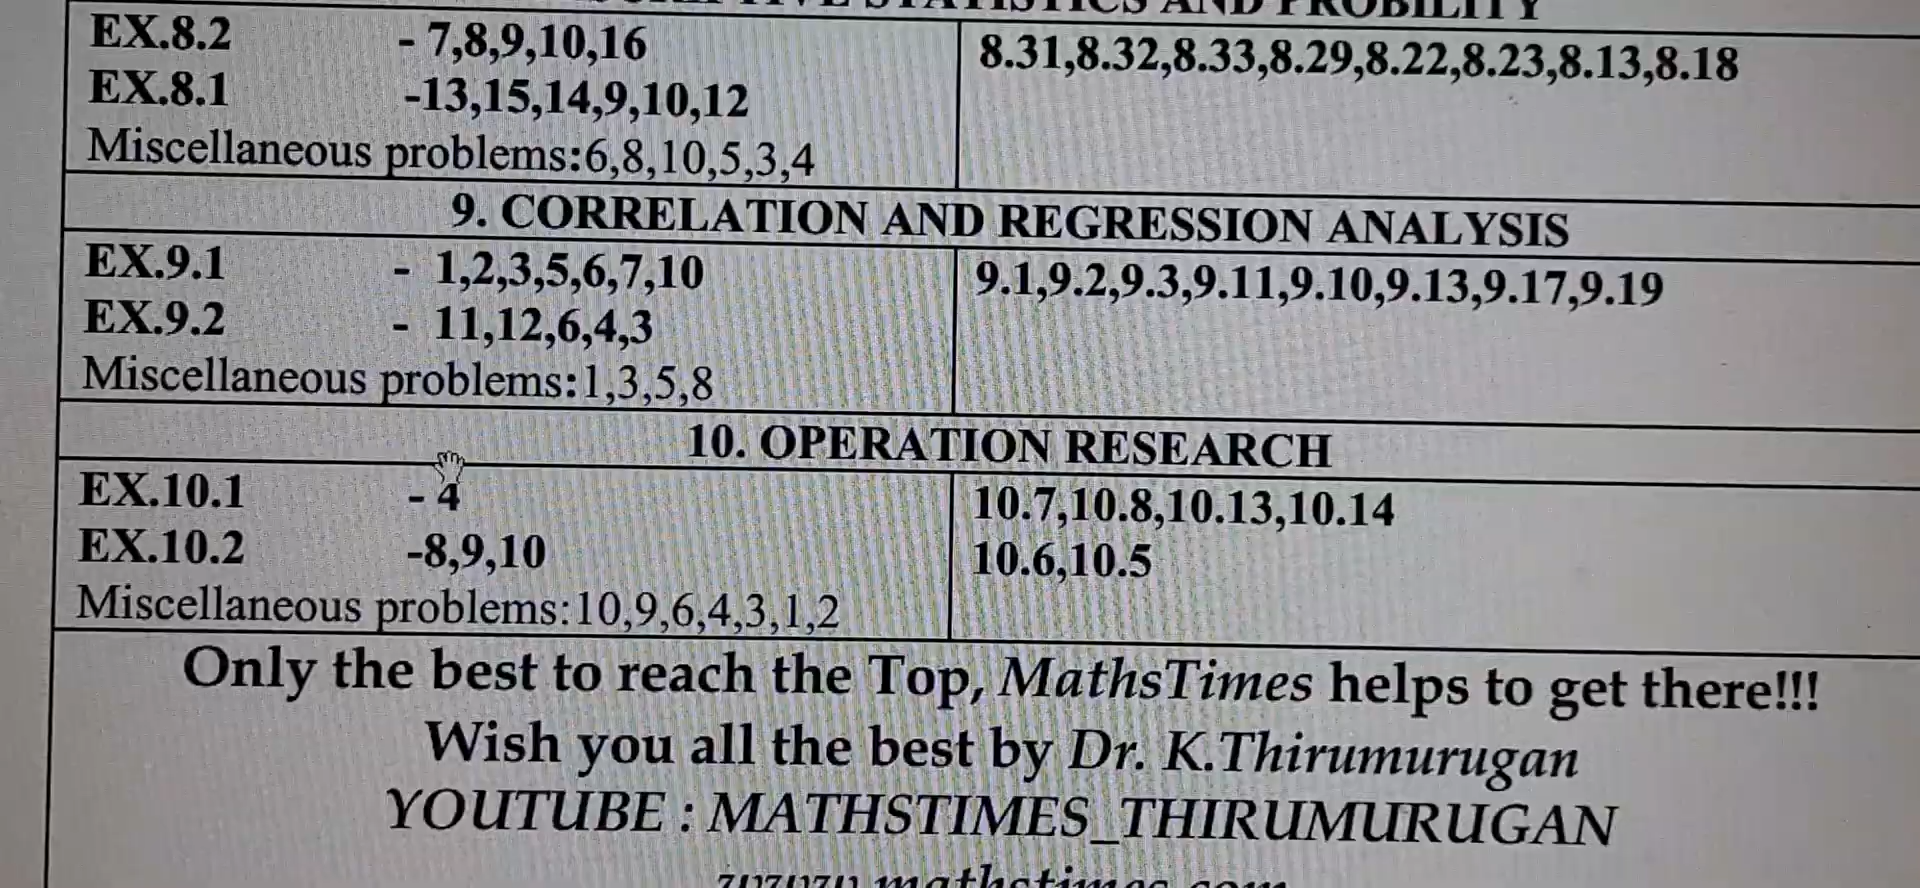 STATISTICS AND PROBILITY
EX.8.2 - 7,8,9,10,16
8.31,8.32,8.33,8.29,8.22,8.23,8.13,8.18
EX.8.1 -13,15,14,9,10,12
Miscellaneous problems:6,8,10,5,3,4
9. CORRELATION AND REGRESSION ANALYSIS
EX.9.1 - 1,2,3,5,6,7,10
9.1,9.2,9.3,9.11,9.10,9.13,9.17,9.19
EX.9.2 - 11,12,6,4,3
Miscellaneous problems:1,3,5,8
10. OPERATION RESEARCH
EX.10.1 - 4
10.7,10.8,10.13,10.14
EX.10.2 -8,9,10
10.6,10.5
Miscellaneous problems:10,9,6,4,3,1,2
Only the best to reach the Top, MathsTimes helps to get there!!!
Wish you all the best by Dr. K.Thirumurugan
YOUTUBE : MATHSTIMES_THIRUMURUGAN
www.mathstimes.com